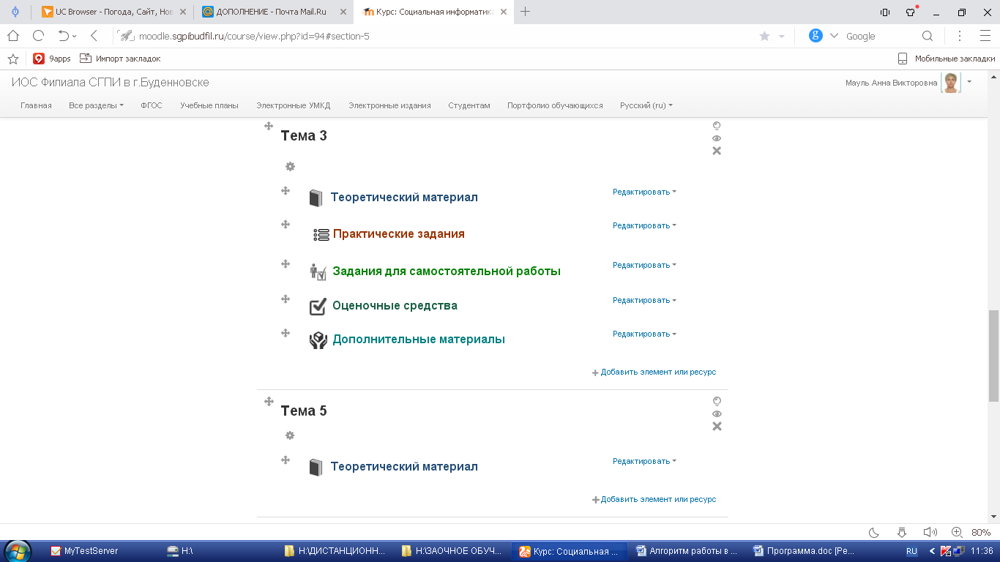 UC Browser - Погода, Сайт, Нов
ДОПОЛНЕНИЕ - Почта Mail.Ru
Курс: Социальная информатика
moodle.sgpibudfil.ru/course/view.php?id=94#section-5
g
Google
9apps
Импорт закладок
Мобильные закладки
ИОС Филиала СГПИ в г.Буденновске
Мауль Анна Викторовна
Главная
Все разделы
ФГОС
Учебные планы
Электронные УМКД
Электронные издания
Студентам
Портфолио обучающихся
Русский (ru)
Тема 3
Теоретический материал
Редактировать
Практические задания
Редактировать
Задания для самостоятельной работы
Редактировать
Оценочные средства
Редактировать
Дополнительные материалы
Редактировать
Добавить элемент или ресурс
Тема 5
Теоретический материал
Редактировать
Добавить элемент или ресурс
80%
MyTestServer
H:\
H:\ДИСТАНЦИОНН...
H:\ЗАОЧНОЕ ОБУЧ...
Курс: Социальная ...
Алгоритм работы в ...
Программа.doc [Ре...
RU
11:36